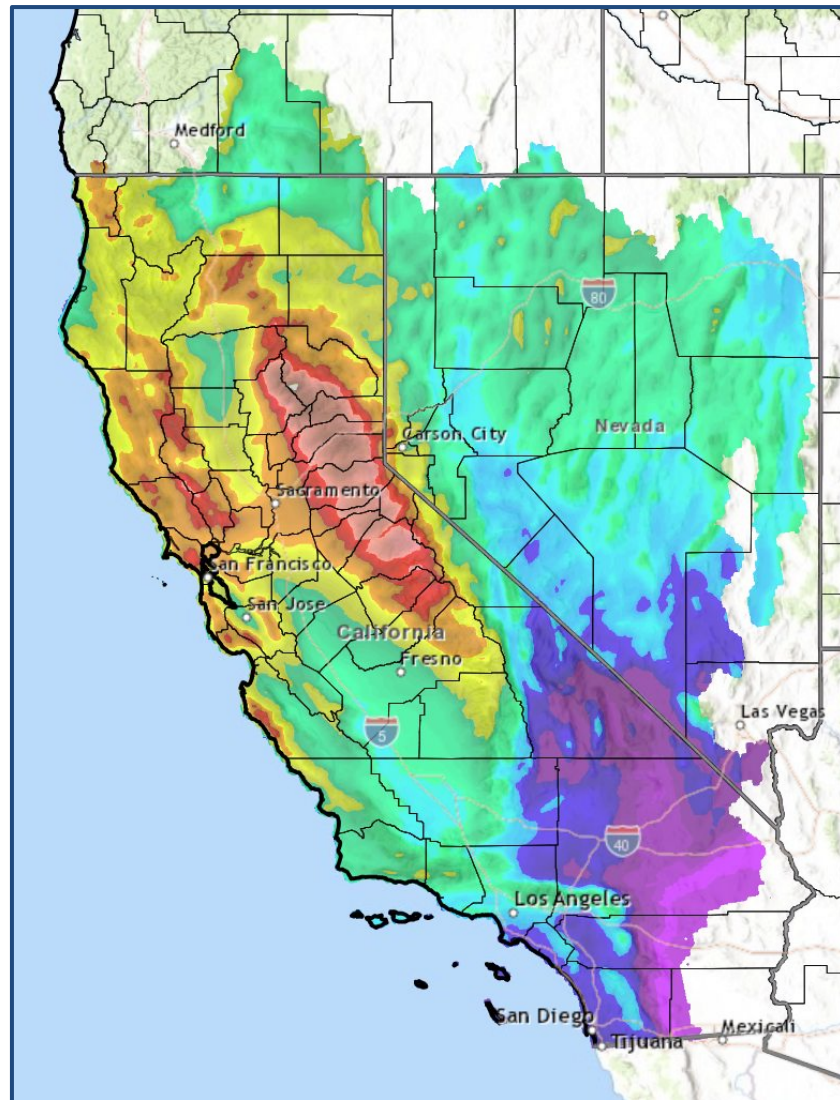 Medford
80
Carson City
Nevada
Sacramento
San Francisco
San Jose
California
Fresno
Las Vegas
5
40
Los Angeles
San Diego
Tijuana
Mexicali